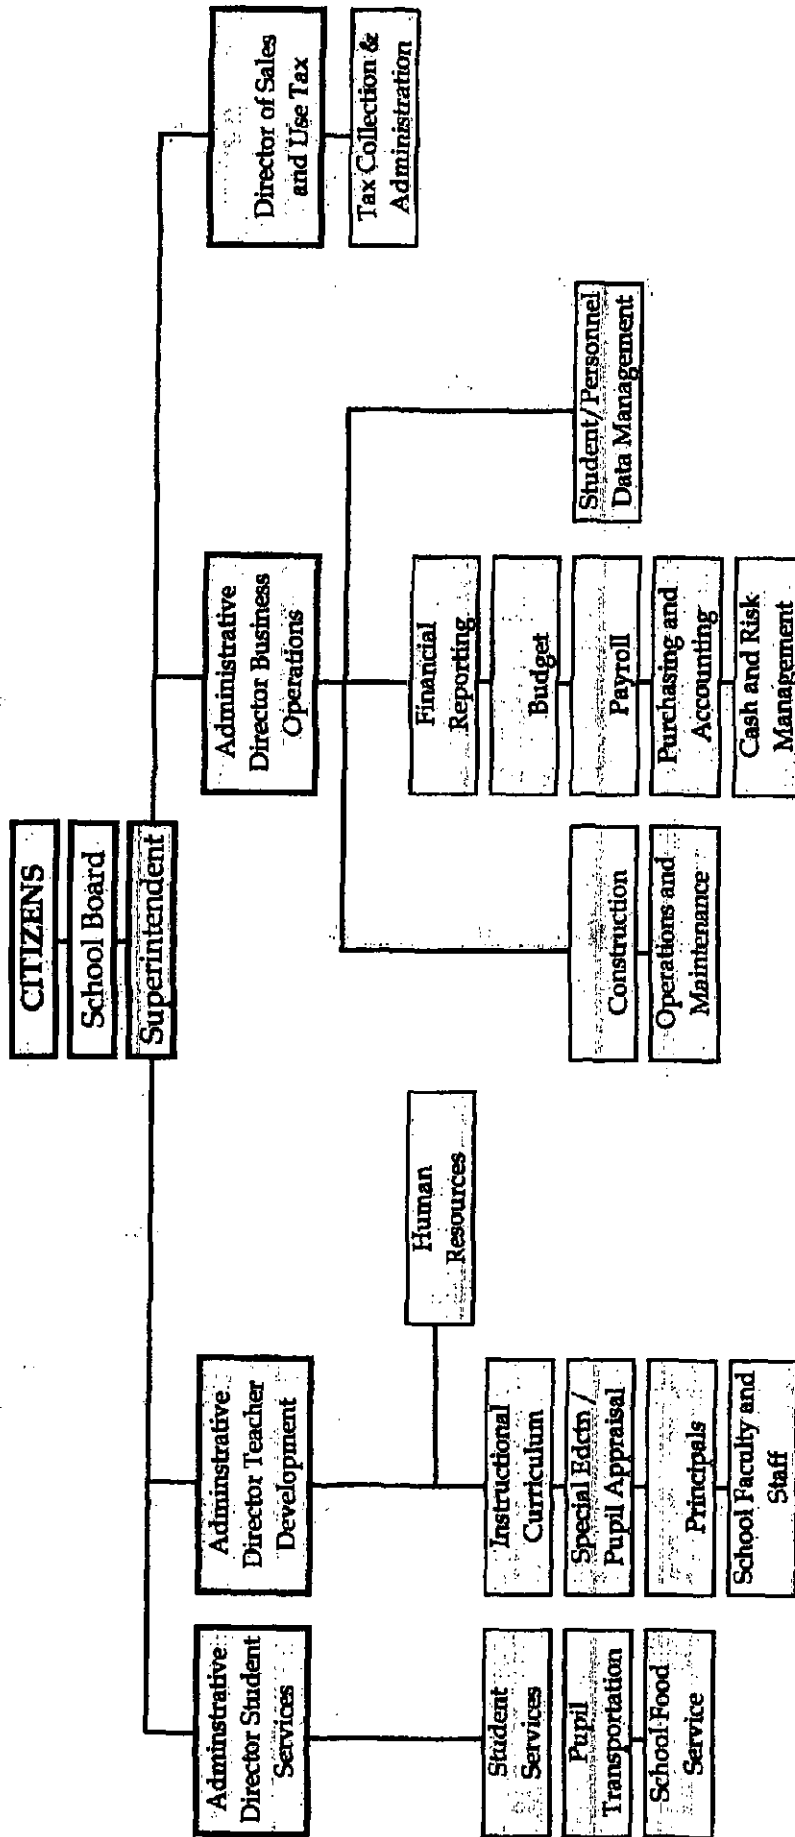 CITIZENS
School Board
Superintendent
Adminstrative
Director Student
Services
Student
Services
Pupil
Transportation
School Food
Service
Adminstrative
Director Teacher
Development
Human
Resources
Instructional
Curriculum
Special Edctn /
Pupil Appraisal
Principals
School Faculty and
Staff
Administrative
Director Business
Operations
Construction
Operations and
Maintenance
Financial
Reporting
Budget
Payroll
Purchasing and
Accounting
Cash and Risk
Management
Student/Personnel
Data Management
Director of Sales
and Use Tax
Tax Collection &
Administration